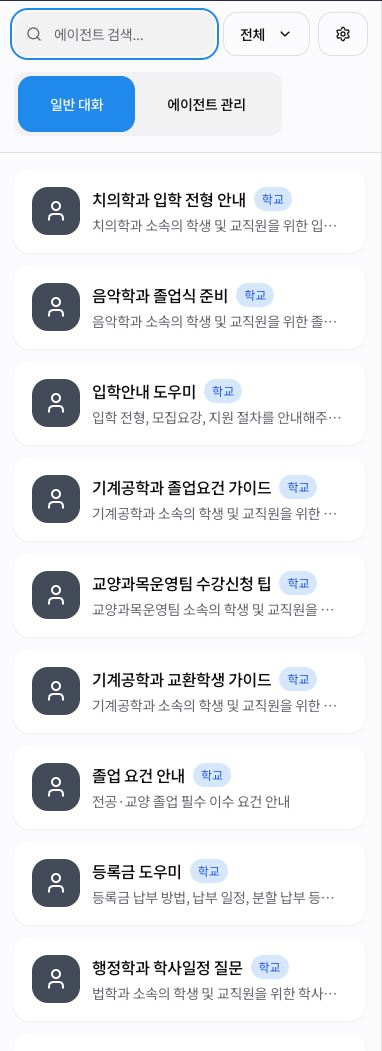 에이전트 검색...
전체
일반 대화
에이전트 관리
치의학과 입학 전형 안내 학교
치의학과 소속의 학생 및 교직원을 위한 입…
음악학과 졸업식 준비 학교
음악학과 소속의 학생 및 교직원을 위한 졸…
입학안내 도우미 학교
입학 전형, 모집요강, 지원 절차를 안내해주…
기계공학과 졸업요건 가이드 학교
기계공학과 소속의 학생 및 교직원을 위한 …
교양과목운영팀 수강신청 팁 학교
교양과목운영팀 소속의 학생 및 교직원을 …
기계공학과 교환학생 가이드 학교
기계공학과 소속의 학생 및 교직원을 위한 …
졸업 요건 안내 학교
전공·교양 졸업 필수 이수 요건 안내
등록금 도우미 학교
등록금 납부 방법, 납부 일정, 분할 납부 등…
행정학과 학사일정 질문 학교
법학과 소속의 학생 및 교직원을 위한 학사…